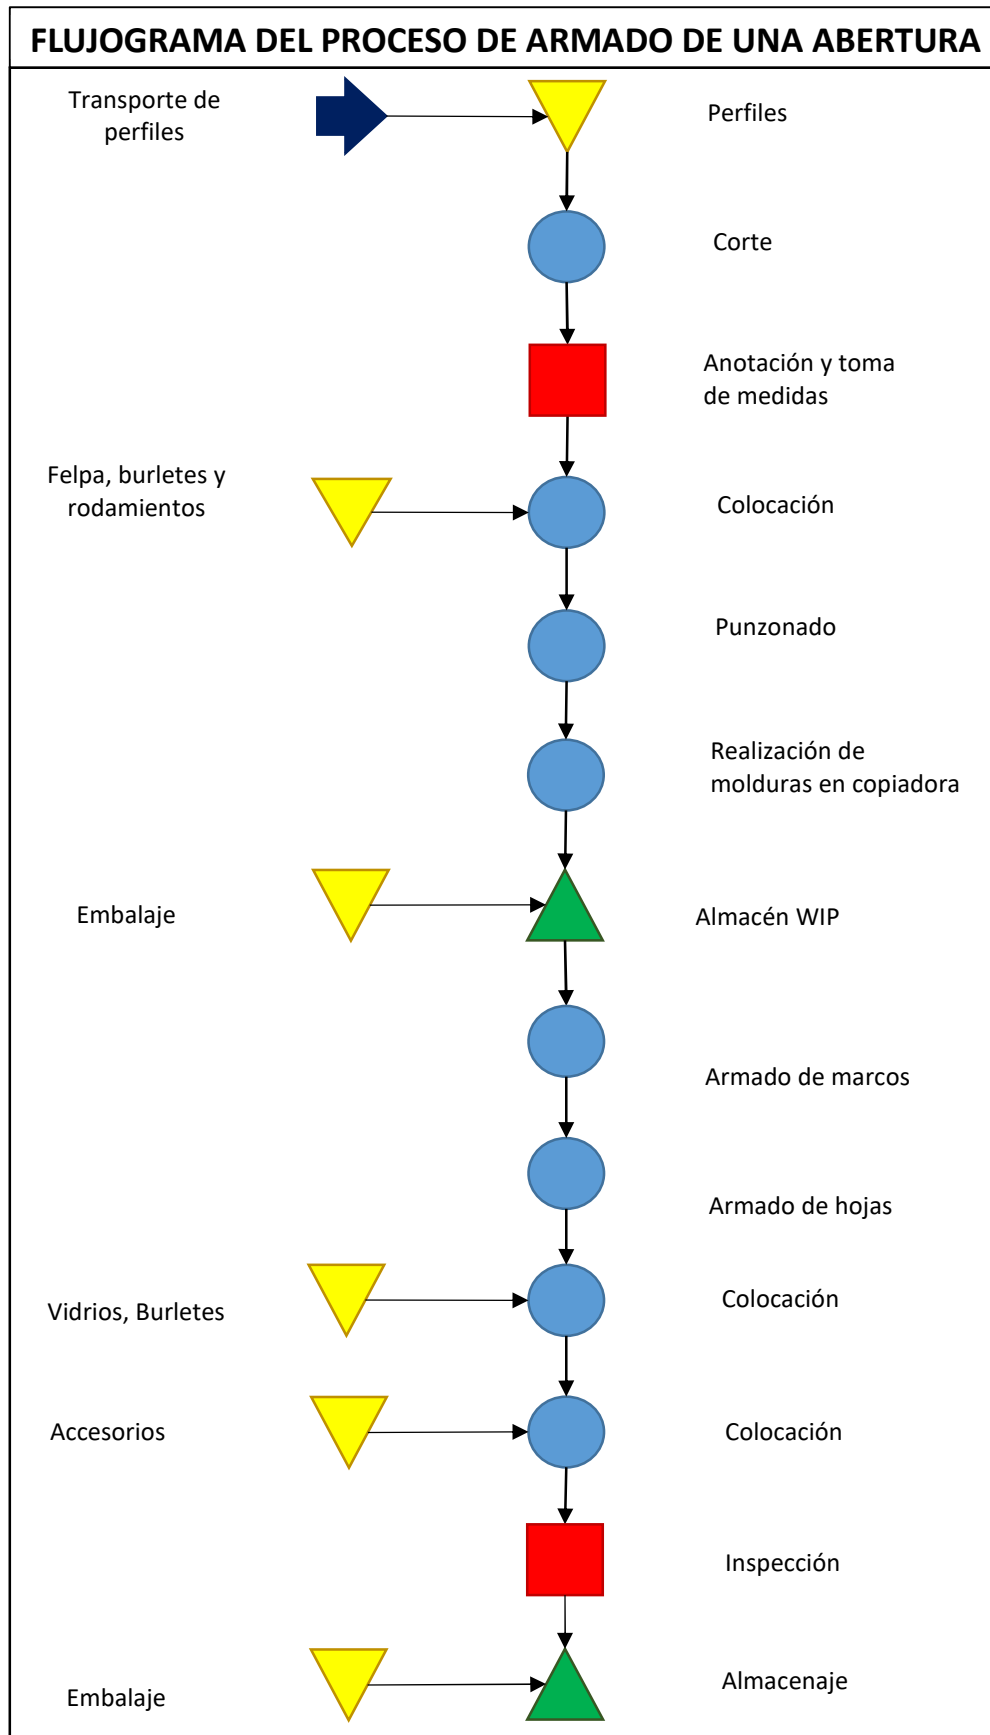 FLUJOGRAMA DEL PROCESO DE ARMADO DE UNA ABERTURA
Transporte de
perfiles
Perfiles
Corte
Anotación y toma
de medidas
Felpa, burletes y
rodamientos
Colocación
Punzonado
Realización de
molduras en copiadora
Embalaje
Almacén WIP
Armado de marcos
Armado de hojas
Vidrios, Burletes
Colocación
Accesorios
Colocación
Inspección
Embalaje
Almacenaje